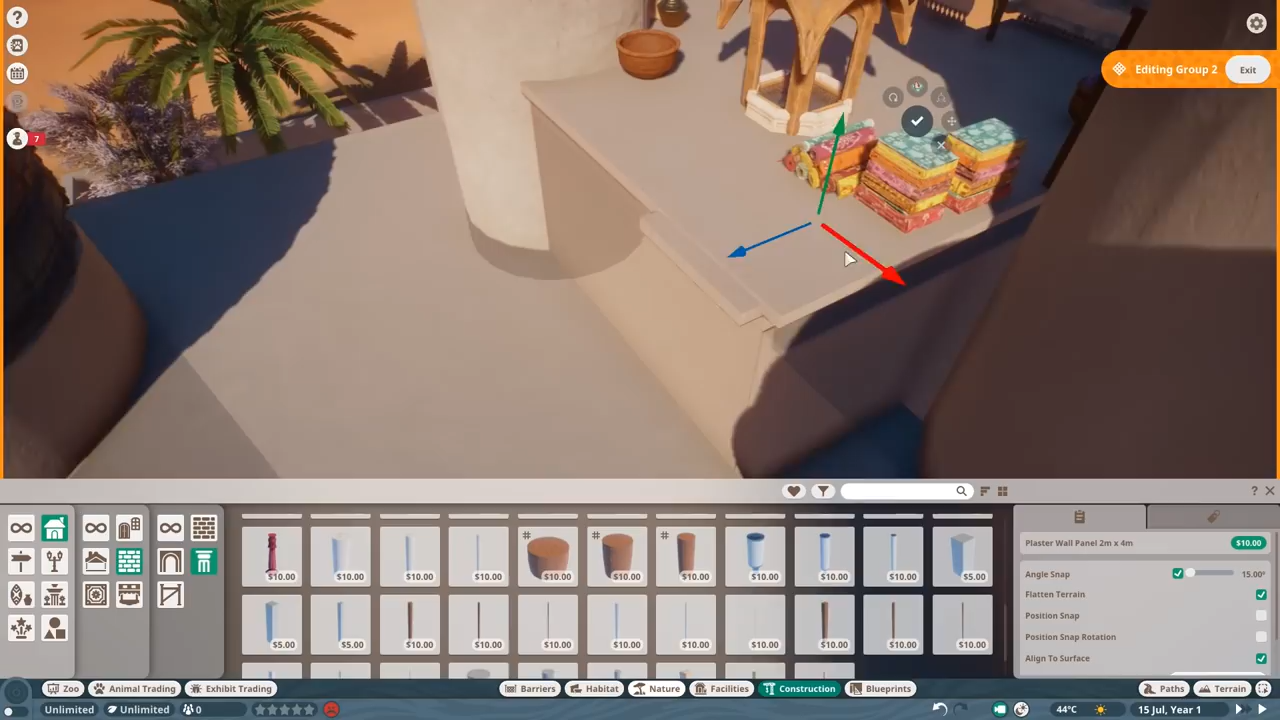 ?
Editing Group 2
Exit
7
? ×
$10.00 $10.00 $10.00 $10.00 $10.00 $10.00 $10.00 $10.00 $10.00 $10.00 $5.00
$5.00 $5.00 $10.00 $10.00 $10.00 $10.00 $10.00 $10.00 $10.00 $10.00 $10.00
Plaster Wall Panel 2m x 4m $10.00
Angle Snap 15.00°
Flatten Terrain
Position Snap
Position Snap Rotation
Align To Surface
Zoo Animal Trading Exhibit Trading Barriers Habitat Nature Facilities Construction Blueprints Paths Terrain
Unlimited Unlimited 0 44°C 15 Jul, Year 1